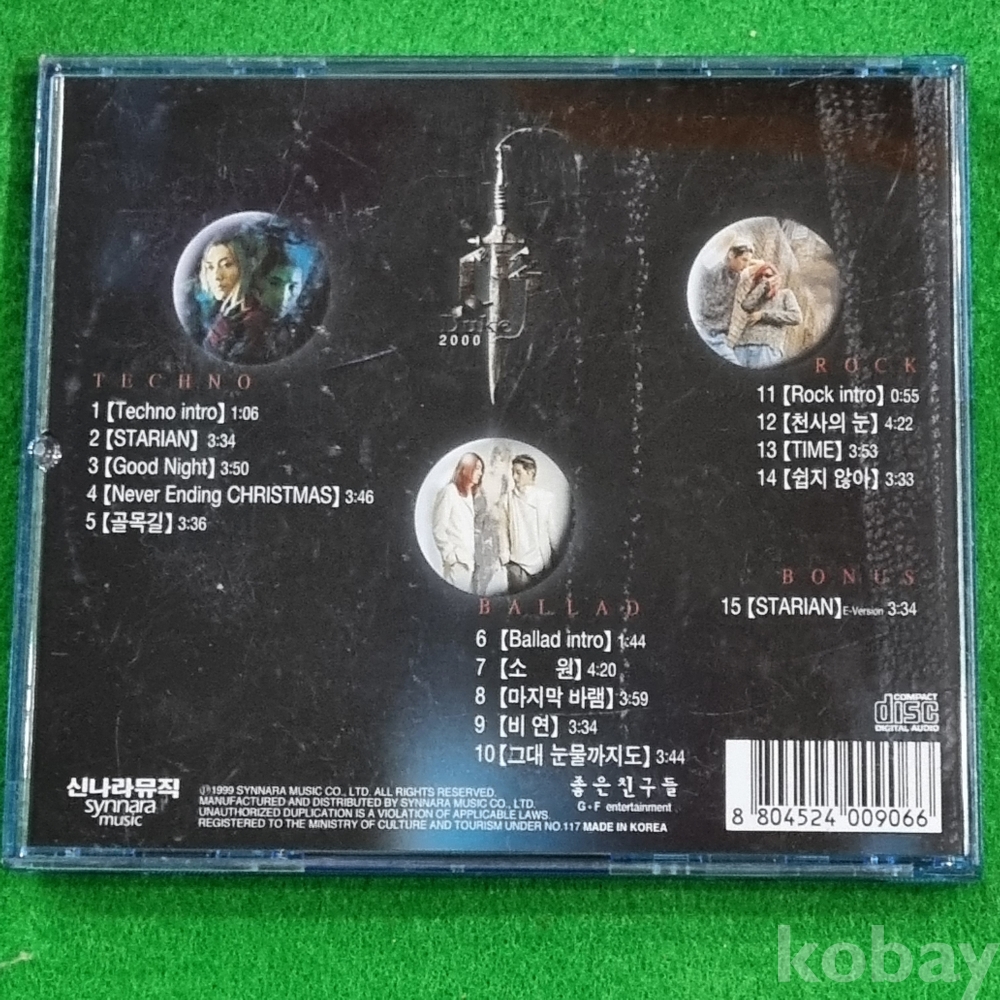 Duke
2000
TECHNO
1【Techno intro】1:06
2【STARIAN】3:34
3【Good Night】3:50
4【Never Ending CHRISTMAS】3:46
5【골목길】3:36
BALLAD
6【Ballad intro】1:44
7【소 원】4:20
8【마지막 바램】3:59
9【비 연】3:34
10【그대 눈물까지도】3:44
ROCK
11【Rock intro】0:55
12【천사의 눈】4:22
13【TIME】3:53
14【쉽지 않아】3:33
BONUS
15【STARIAN】E-Version 3:34
COMPACT
disc
DIGITAL AUDIO
신나라뮤직
synnara
music
℗1999 SYNNARA MUSIC CO., LTD. ALL RIGHTS RESERVED.
MANUFACTURED AND DISTRIBUTED BY SYNNARA MUSIC CO., LTD.
UNAUTHORIZED DUPLICATION IS A VIOLATION OF APPLICABLE LAWS.
REGISTERED TO THE MINISTRY OF CULTURE AND TOURISM UNDER NO.117 MADE IN KOREA
좋은친구들
G·F entertainment
8 804524 009066
kobay